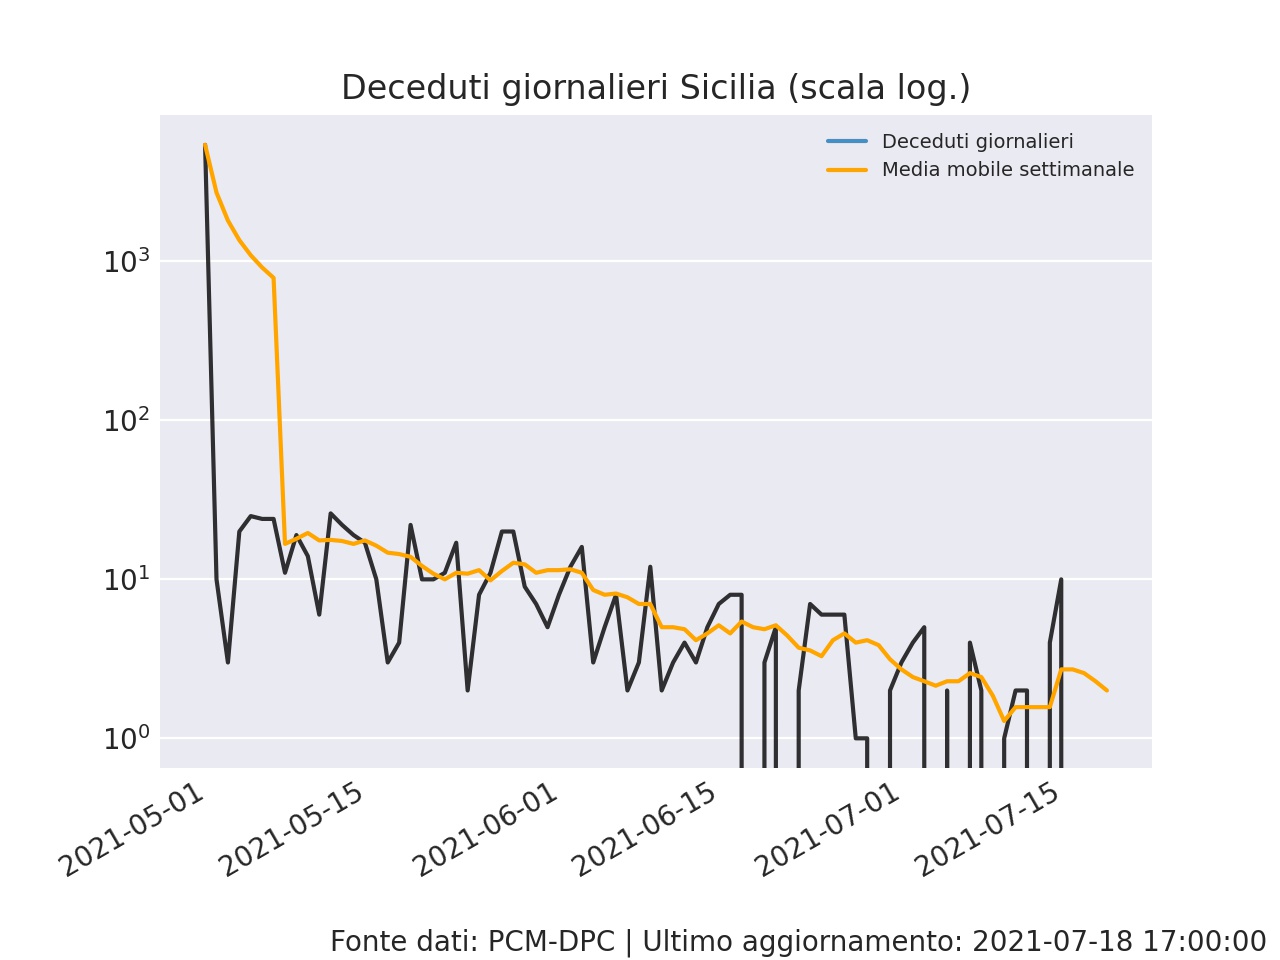 Deceduti giornalieri Sicilia (scala log.)
Deceduti giornalieri
Media mobile settimanale
10³
10²
10¹
10⁰
2021-05-01
2021-05-15
2021-06-01
2021-06-15
2021-07-01
2021-07-15
Fonte dati: PCM-DPC | Ultimo aggiornamento: 2021-07-18 17:00:00